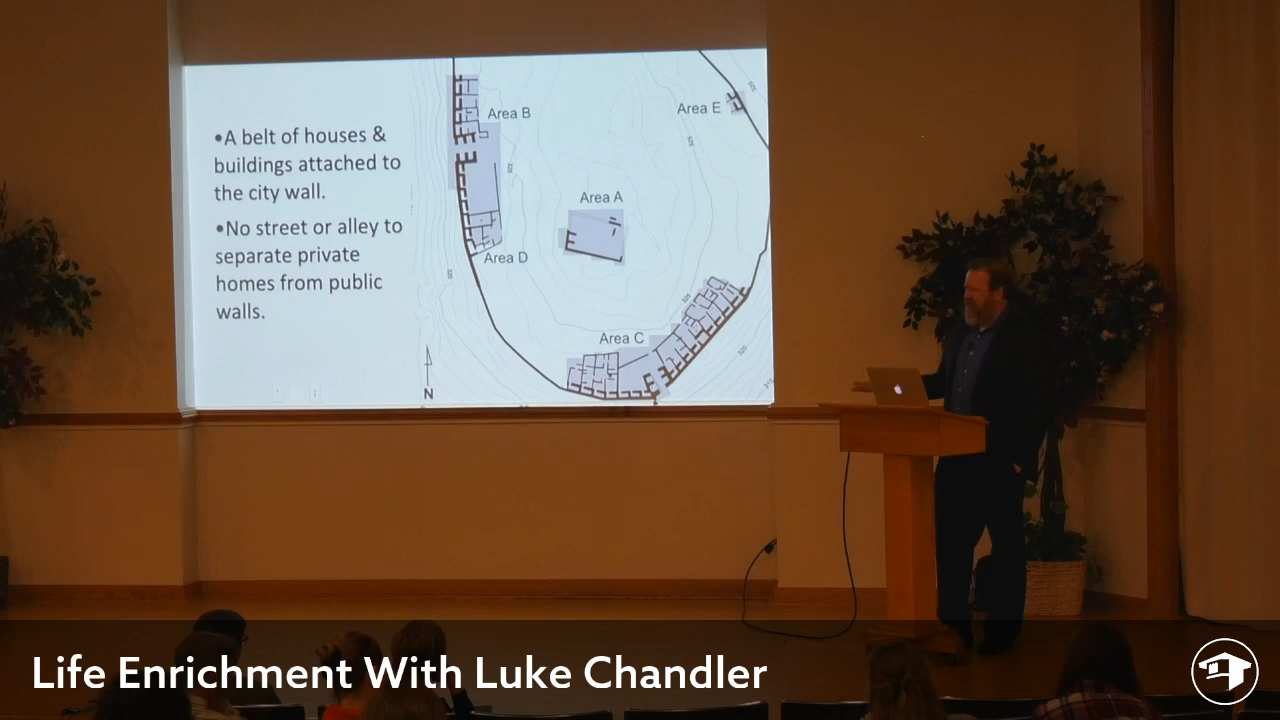 •A belt of houses &
buildings attached to
the city wall.
•No street or alley to
separate private
homes from public
walls.
Area B
Area E
Area A
Area D
Area C
N
Life Enrichment With Luke Chandler